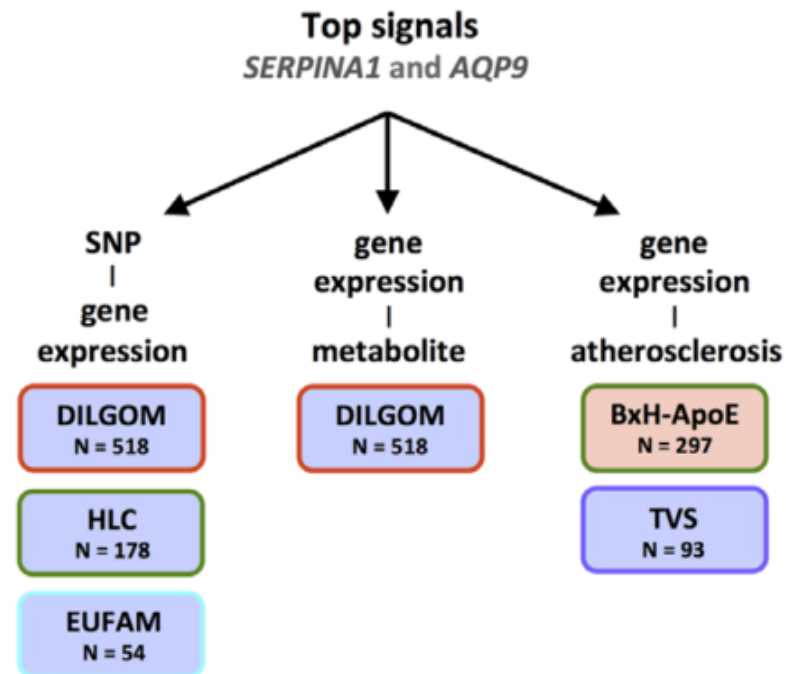 Top signals
SERPINA1 and AQP9
SNP
|
gene
expression
DILGOM
N = 518
HLC
N = 178
EUFAM
N = 54
gene
expression
|
metabolite
DILGOM
N = 518
gene
expression
|
atherosclerosis
BxH-ApoE
N = 297
TVS
N = 93